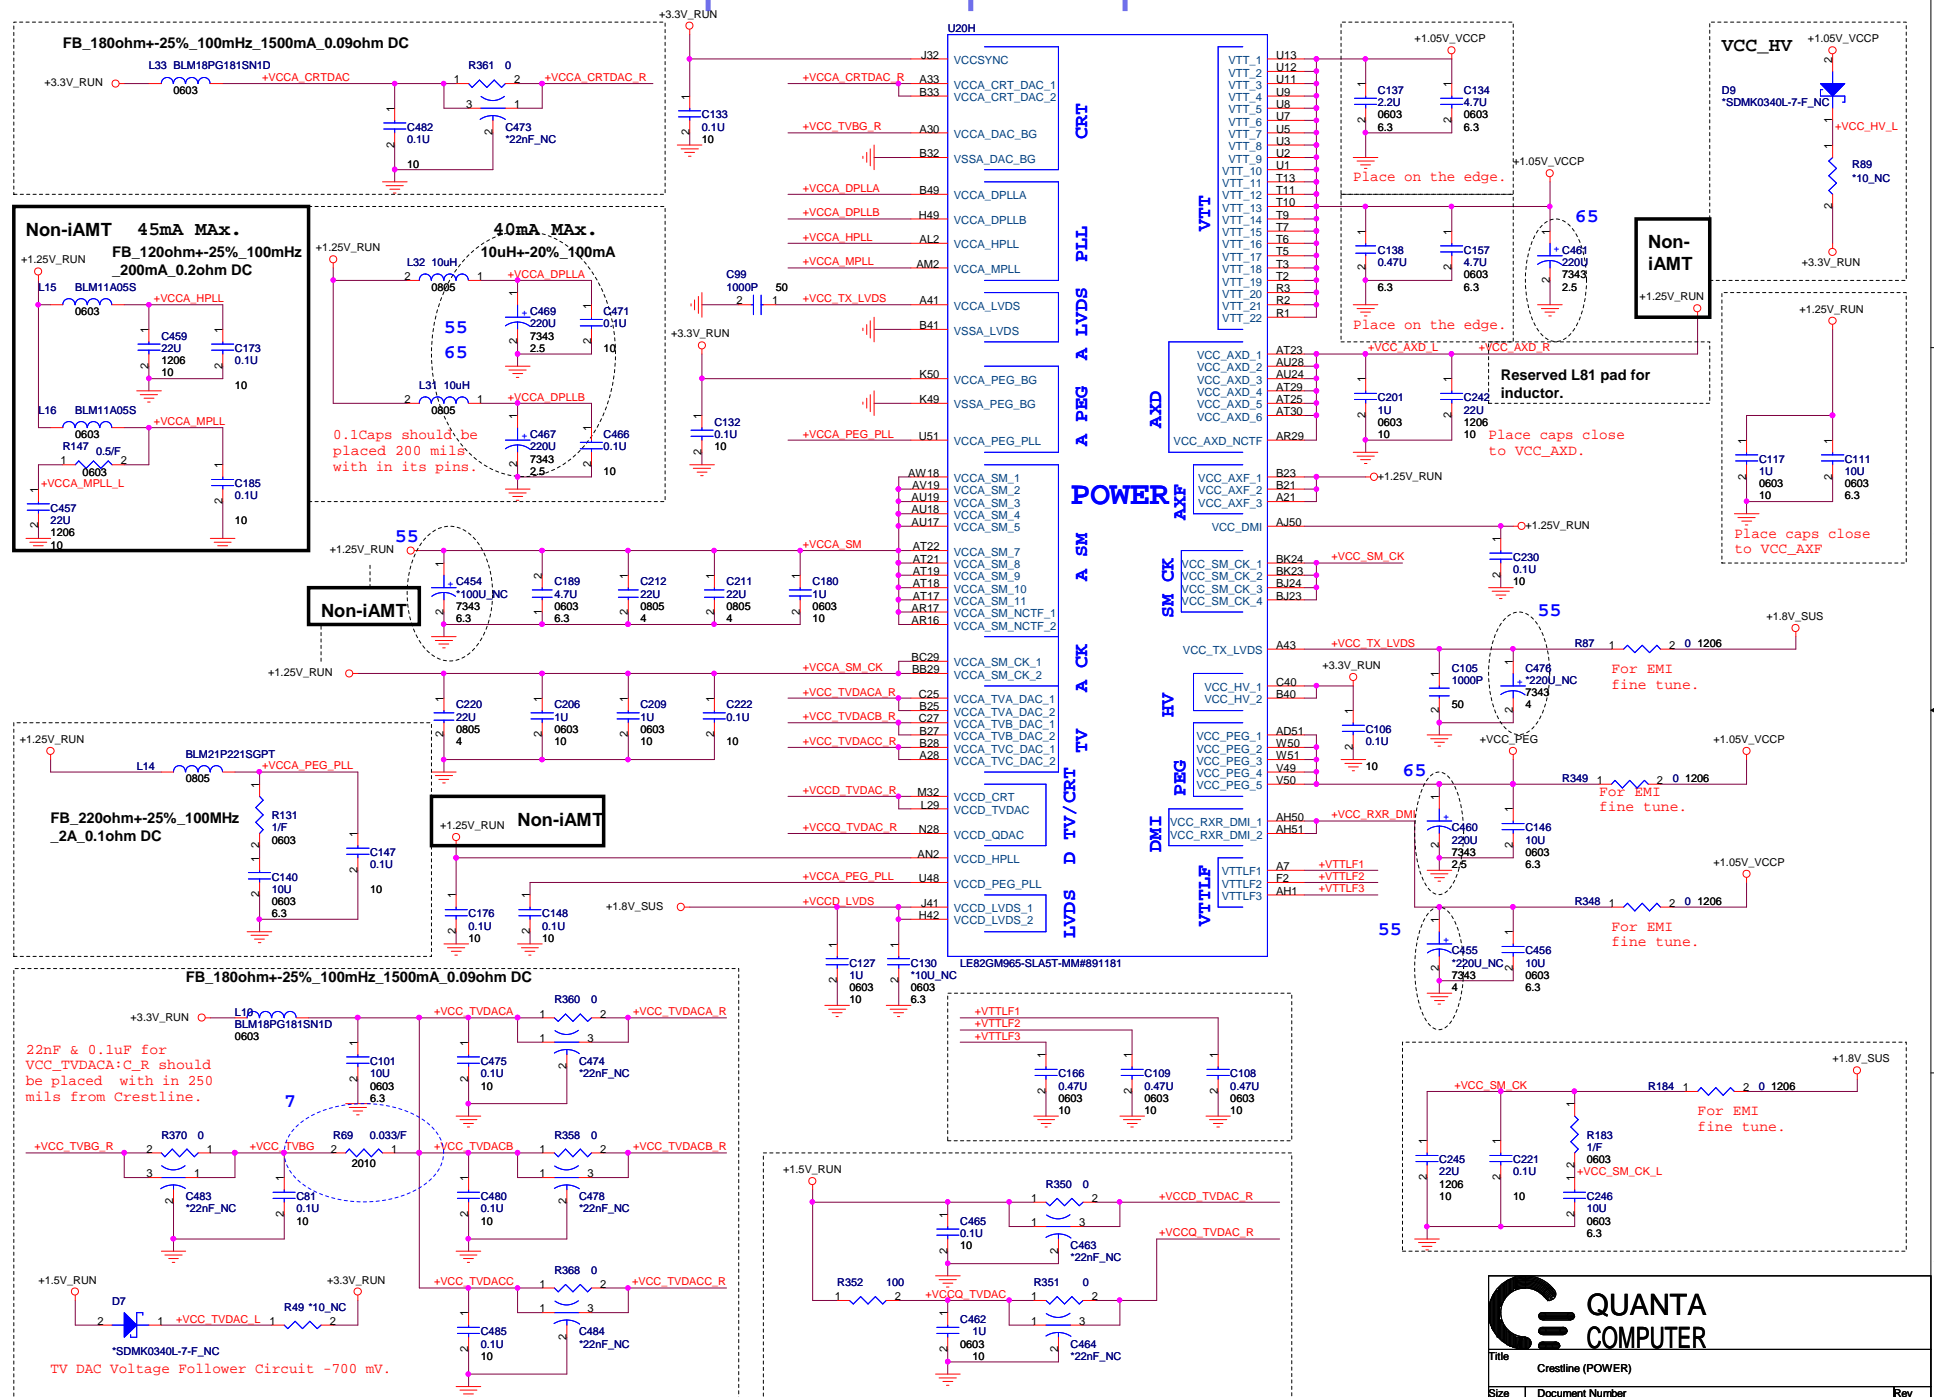 FB_180ohm+-25%_100mHz_1500mA_0.09ohm DC
L33 BLM18PG181SN1D
+3.3V_RUN
0603
+VCCA_CRTDAC
R361 0
+VCCA_CRTDAC_R
C482
0.1U
10
C473
*22nF_NC
Non-iAMT 45mA MAx.
FB_120ohm+-25%_100mHz
_200mA_0.2ohm DC
+1.25V_RUN
L15 BLM11A05S
0603
+VCCA_HPLL
C459
22U
1206
10
C173
0.1U
10
L16 BLM11A05S
0603
+VCCA_MPLL
R147 0.5/F
0603
+VCCA_MPLL_L
C457
22U
1206
10
C185
0.1U
10
40mA MAx.
10uH+-20%_100mA
+1.25V_RUN
L32 10uH
0805
+VCCA_DPLLA
C469
220U
7343
2.5
C471
0.1U
10
55
65
L31 10uH
0805
+VCCA_DPLLB
C467
220U
7343
2.5
C466
0.1U
10
0.1Caps should be
placed 200 mils
with in its pins.
+1.25V_RUN
55
Non-iAMT
+VCCA_SM
C454
*100U_NC
7343
6.3
C189
4.7U
0603
6.3
C212
22U
0805
4
C211
22U
0805
4
C180
1U
0603
10
+1.25V_RUN
+VCCA_SM_CK
C220
22U
0805
4
C206
1U
0603
10
C209
1U
0603
10
C222
0.1U
10
+1.25V_RUN
BLM21P221SGPT
L14
0805
+VCCA_PEG_PLL
FB_220ohm+-25%_100MHz
_2A_0.1ohm DC
R131
1/F
0603
C140
10U
0603
6.3
C147
0.1U
10
+1.25V_RUN
Non-iAMT
C176
0.1U
10
C148
0.1U
10
+1.8V_SUS
+VCCD_LVDS
C127
1U
0603
10
C130
*10U_NC
0603
6.3
+3.3V_RUN
C133
0.1U
10
+VCCA_CRTDAC_R
+VCC_TVBG_R
+VCCA_DPLLA
+VCCA_DPLLB
+VCCA_HPLL
+VCCA_MPLL
C99
1000P
50
+VCC_TX_LVDS
+3.3V_RUN
C132
0.1U
10
+VCCA_PEG_PLL
+VCC_TVDACA_R
+VCC_TVDACB_R
+VCC_TVDACC_R
+VCCD_TVDAC_R
+VCCQ_TVDAC_R
+VCCA_PEG_PLL
U20H
J32 VCCSYNC
A33 VCCA_CRT_DAC_1
B33 VCCA_CRT_DAC_2
A30 VCCA_DAC_BG
B32 VSSA_DAC_BG
B49 VCCA_DPLLA
H49 VCCA_DPLLB
AL2 VCCA_HPLL
AM2 VCCA_MPLL
A41 VCCA_LVDS
B41 VSSA_LVDS
K50 VCCA_PEG_BG
K49 VSSA_PEG_BG
U51 VCCA_PEG_PLL
AW18 VCCA_SM_1
AV19 VCCA_SM_2
AU19 VCCA_SM_3
AU18 VCCA_SM_4
AU17 VCCA_SM_5
AT22 VCCA_SM_7
AT21 VCCA_SM_8
AT19 VCCA_SM_9
AT18 VCCA_SM_10
AT17 VCCA_SM_11
AR17 VCCA_SM_NCTF_1
AR16 VCCA_SM_NCTF_2
BC29 VCCA_SM_CK_1
BB29 VCCA_SM_CK_2
C25 VCCA_TVA_DAC_1
B25 VCCA_TVA_DAC_2
C27 VCCA_TVB_DAC_1
B27 VCCA_TVB_DAC_2
B28 VCCA_TVC_DAC_1
A28 VCCA_TVC_DAC_2
M32 VCCD_CRT
L29 VCCD_TVDAC
N28 VCCD_QDAC
AN2 VCCD_HPLL
U48 VCCD_PEG_PLL
J41 VCCD_LVDS_1
H42 VCCD_LVDS_2
CRT
PLL
A LVDS
A PEG
A SM
A CK
TV
D TV/CRT
LVDS
POWER
VTT
AXD
AXF
SM CK
HV
PEG
DMI
VTTLF
VTT_1 U13
VTT_2 U12
VTT_3 U11
VTT_4 U9
VTT_5 U8
VTT_6 U7
VTT_7 U5
VTT_8 U3
VTT_9 U2
VTT_10 U1
VTT_11 T13
VTT_12 T11
VTT_13 T10
VTT_14 T9
VTT_15 T7
VTT_16 T6
VTT_17 T5
VTT_18 T3
VTT_19 T2
VTT_20 R3
VTT_21 R2
VTT_22 R1
VCC_AXD_1 AT23
VCC_AXD_2 AU28
VCC_AXD_3 AU24
VCC_AXD_4 AT29
VCC_AXD_5 AT25
VCC_AXD_6 AT30
VCC_AXD_NCTF AR29
VCC_AXF_1 B23
VCC_AXF_2 B21
VCC_AXF_3 A21
VCC_DMI AJ50
VCC_SM_CK_1 BK24
VCC_SM_CK_2 BK23
VCC_SM_CK_3 BJ24
VCC_SM_CK_4 BJ23
VCC_TX_LVDS A43
VCC_HV_1 C40
VCC_HV_2 B40
VCC_PEG_1 AD51
VCC_PEG_2 W50
VCC_PEG_3 W51
VCC_PEG_4 V49
VCC_PEG_5 V50
VCC_RXR_DMI_1 AH50
VCC_RXR_DMI_2 AH51
VTTLF1 A7
VTTLF2 F2
VTTLF3 AH1
LE82GM965-SLA5T-MM#891181
+1.05V_VCCP
C137
2.2U
0603
6.3
C134
4.7U
0603
6.3
Place on the edge.
+1.05V_VCCP
C138
0.47U
6.3
C157
4.7U
0603
6.3
Place on the edge.
65
C461
220U
7343
2.5
VCC_HV
+1.05V_VCCP
D9
*SDMK0340L-7-F_NC
+VCC_HV_L
R89
*10_NC
+3.3V_RUN
Non-
iAMT
+1.25V_RUN
+VCC_AXD_L
+VCC_AXD_R
Reserved L81 pad for
inductor.
C201
1U
0603
10
C242
22U
1206
10
Place caps close
to VCC_AXD.
+1.25V_RUN
C117
1U
0603
10
C111
10U
0603
6.3
Place caps close
to VCC_AXF
+1.25V_RUN
+1.25V_RUN
C230
0.1U
10
+VCC_SM_CK
+VCC_TX_LVDS
55
R87
0 1206
+1.8V_SUS
For EMI
fine tune.
C105
1000P
50
C476
*220U_NC
7343
4
+3.3V_RUN
C106
0.1U
10
+VCC_PEG
65
R349
0 1206
+1.05V_VCCP
For EMI
fine tune.
C460
220U
7343
2.5
C146
10U
0603
6.3
+VCC_RXR_DMI
+VTTLF1
+VTTLF2
+VTTLF3
R348
0 1206
+1.05V_VCCP
For EMI
fine tune.
55
C455
*220U_NC
7343
4
C456
10U
0603
6.3
FB_180ohm+-25%_100mHz_1500mA_0.09ohm DC
+3.3V_RUN
L10
BLM18PG181SN1D
0603
+VCC_TVDACA
R360 0
+VCC_TVDACA_R
22nF & 0.1uF for
VCC_TVDACA:C_R should
be placed with in 250
mils from Crestline.
C101
10U
0603
6.3
C475
0.1U
10
C474
*22nF_NC
7
+VCC_TVBG_R
R370 0
+VCC_TVBG
R69 0.033/F
2010
+VCC_TVDACB
R358 0
+VCC_TVDACB_R
C483
*22nF_NC
C81
0.1U
10
C480
0.1U
10
C478
*22nF_NC
+1.5V_RUN
D7
+VCC_TVDAC_L
R49 *10_NC
+3.3V_RUN
*SDMK0340L-7-F_NC
TV DAC Voltage Follower Circuit -700 mV.
+VCC_TVDACC
R368 0
+VCC_TVDACC_R
C485
0.1U
10
C484
*22nF_NC
+VTTLF1
+VTTLF2
+VTTLF3
C166
0.47U
0603
10
C109
0.47U
0603
10
C108
0.47U
0603
10
+1.5V_RUN
R350 0
+VCCD_TVDAC_R
C465
0.1U
10
C463
*22nF_NC
+VCCQ_TVDAC_R
R352 100
+VCCQ_TVDAC
R351 0
C462
1U
0603
10
C464
*22nF_NC
+1.8V_SUS
+VCC_SM_CK
R184
0 1206
For EMI
fine tune.
R183
1/F
0603
+VCC_SM_CK_L
C245
22U
1206
10
C221
0.1U
10
C246
10U
0603
6.3
QUANTA
COMPUTER
Title
Crestline (POWER)
Size Document Number Rev